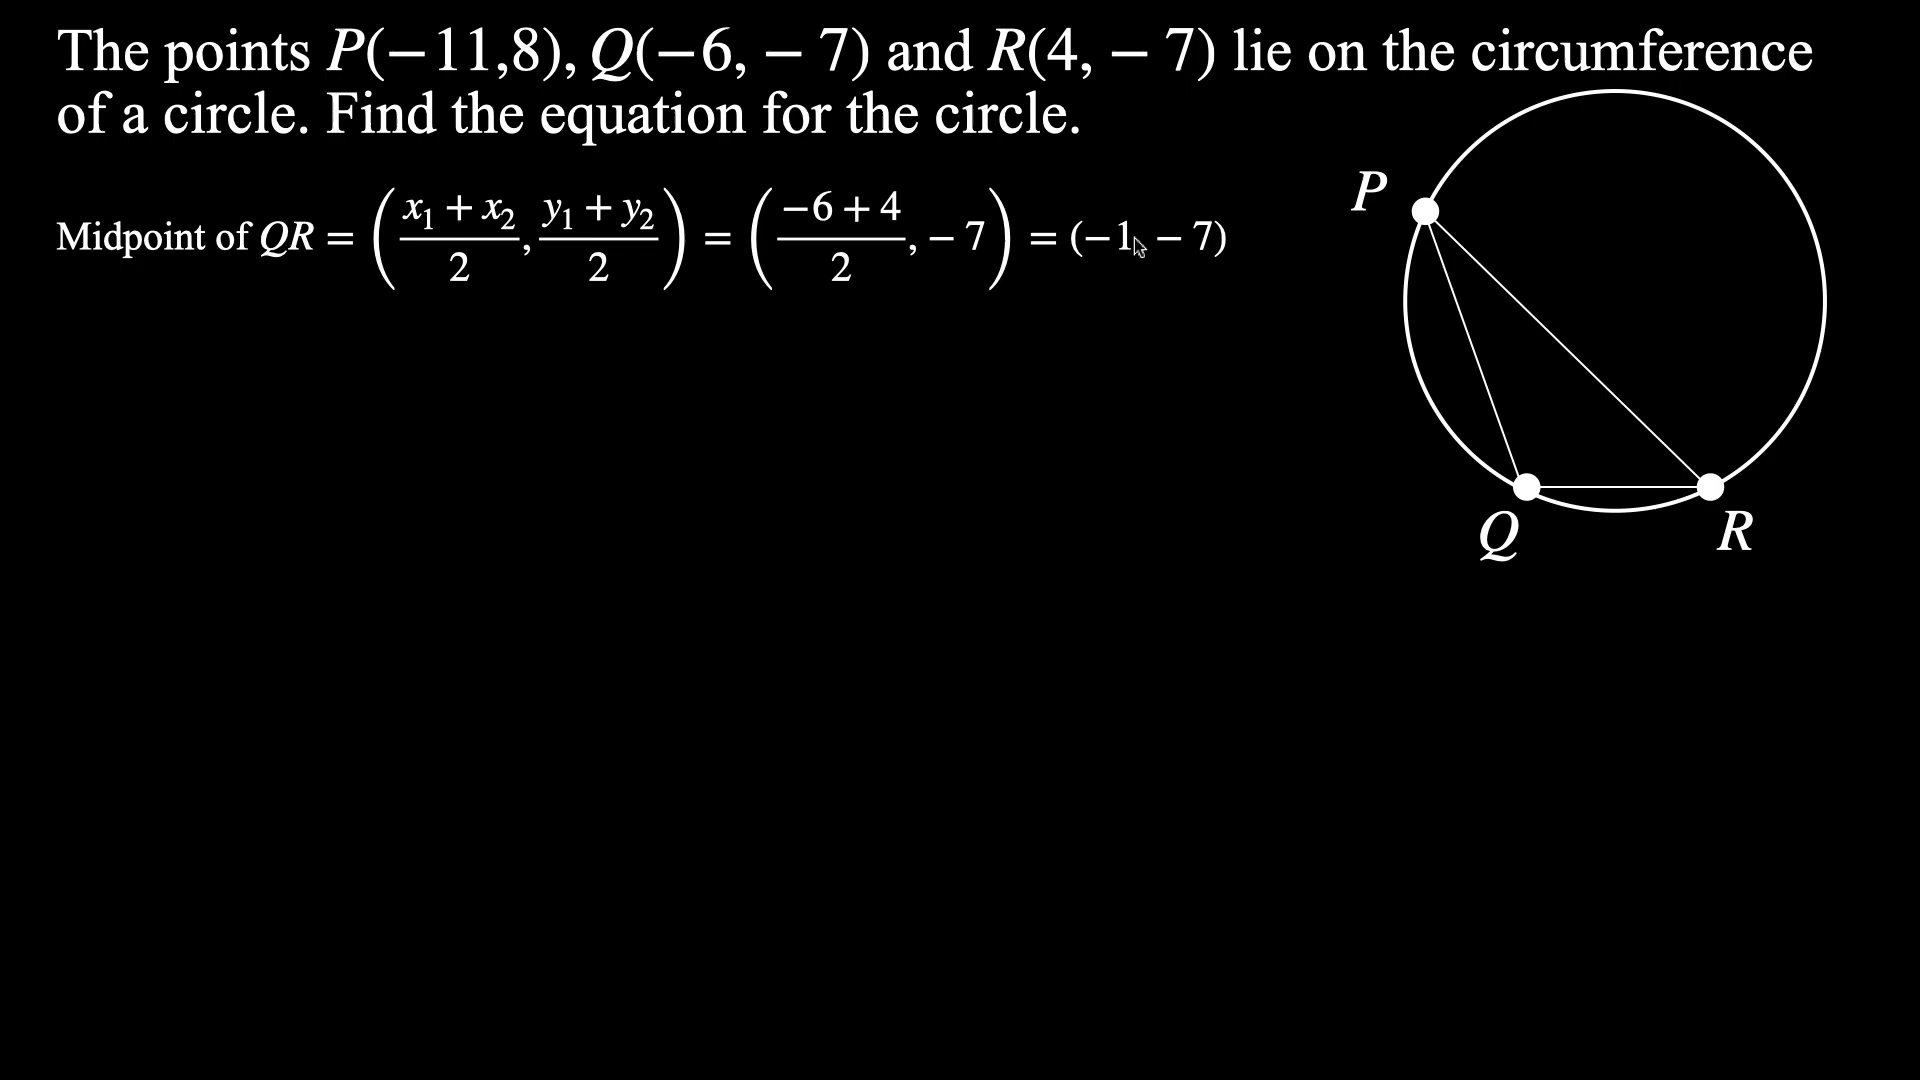 The points P(−11,8), Q(−6, − 7) and R(4, − 7) lie on the circumference
of a circle. Find the equation for the circle.
Midpoint of QR = ( (x₁ + x₂)/2 , (y₁ + y₂)/2 ) = ( (−6 + 4)/2 , − 7 ) = (−1, − 7)
P
Q
R